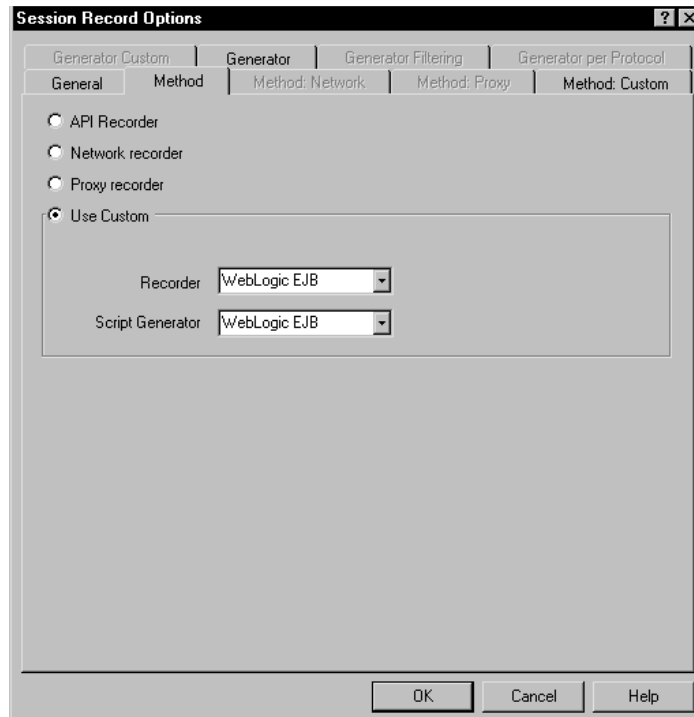 Session Record Options
Generator Custom Generator Generator Filtering Generator per Protocol
General Method Method: Network Method: Proxy Method: Custom
API Recorder
Network recorder
Proxy recorder
Use Custom
Recorder WebLogic EJB
Script Generator WebLogic EJB
OK Cancel Help